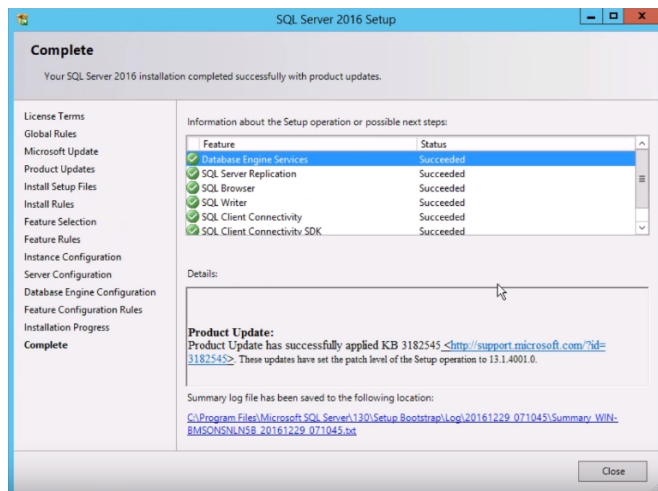 SQL Server 2016 Setup
Complete
Your SQL Server 2016 installation completed successfully with product updates.
License Terms
Global Rules
Microsoft Update
Product Updates
Install Setup Files
Install Rules
Feature Selection
Feature Rules
Instance Configuration
Server Configuration
Database Engine Configuration
Feature Configuration Rules
Installation Progress
Complete
Information about the Setup operation or possible next steps:
Feature Status
Database Engine Services Succeeded
SQL Server Replication Succeeded
SQL Browser Succeeded
SQL Writer Succeeded
SQL Client Connectivity Succeeded
SQL Client Connectivity SDK Succeeded
Details:
Product Update:
Product Update has successfully applied KB 3182545 <http://support.microsoft.com/?id=
3182545>. These updates have set the patch level of the Setup operation to 13.1.4001.0.
Summary log file has been saved to the following location:
C:\Program Files\Microsoft SQL Server\130\Setup Bootstrap\Log\20161229_071045\Summary_WIN-
BMSONSNLN5B_20161229_071045.txt
Close